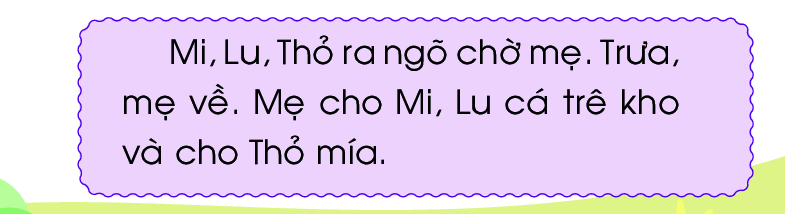 Mi, Lu, Thỏ ra ngõ chờ mẹ. Trưa,
mẹ về. Mẹ cho Mi, Lu cá trê kho
và cho Thỏ mía.